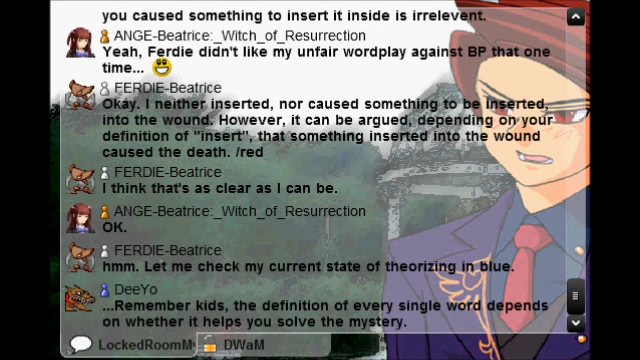 you caused something to insert it inside is irrelevent.
ANGE-Beatrice:_Witch_of_Resurrection
Yeah, Ferdie didn't like my unfair wordplay against BP that one
time...
FERDIE-Beatrice
Okay. I neither inserted, nor caused something to be inserted,
into the wound. However, it can be argued, depending on your
definition of "insert", that something inserted into the wound
caused the death. /red
FERDIE-Beatrice
I think that's as clear as I can be.
ANGE-Beatrice:_Witch_of_Resurrection
OK.
FERDIE-Beatrice
hmm. Let me check my current state of theorizing in blue.
DeeYo
...Remember kids, the definition of every single word depends
on whether it helps you solve the mystery.
LockedRoomM
DWaM